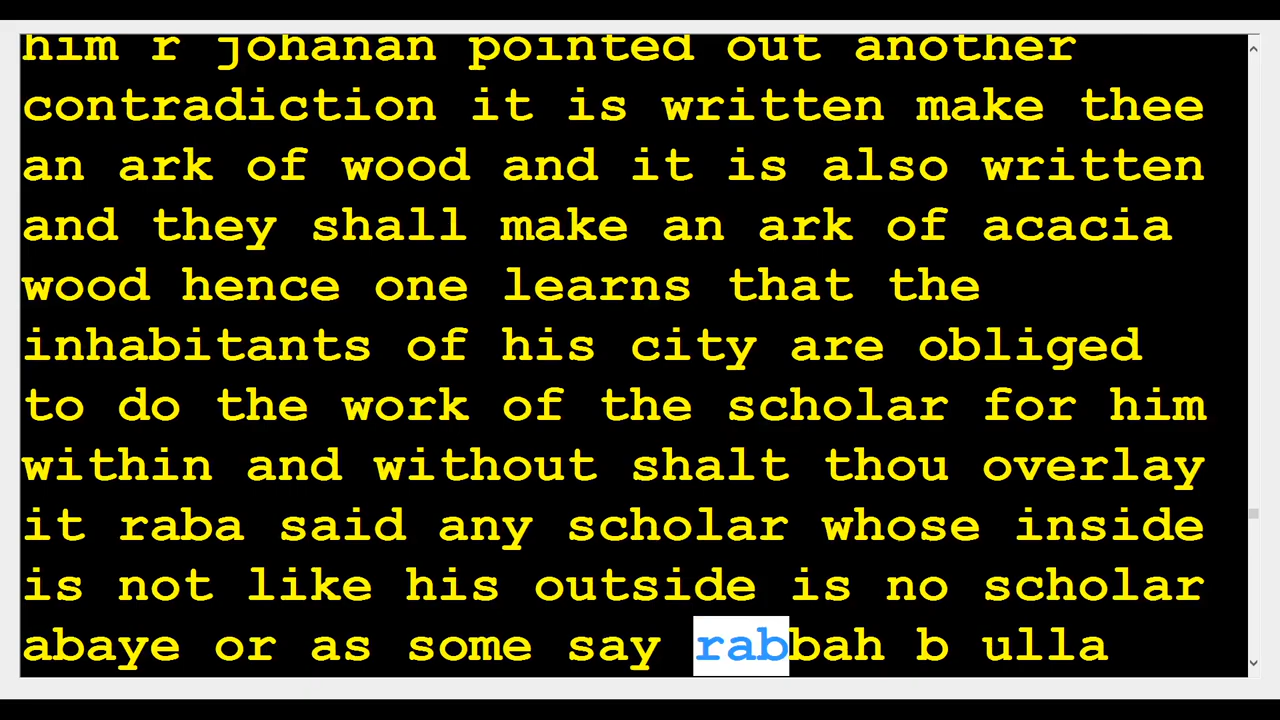 him r johanan pointed out another
contradiction it is written make thee
an ark of wood and it is also written
and they shall make an ark of acacia
wood hence one learns that the
inhabitants of his city are obliged
to do the work of the scholar for him
within and without shalt thou overlay
it raba said any scholar whose inside
is not like his outside is no scholar
abaye or as some say rabbah b ulla